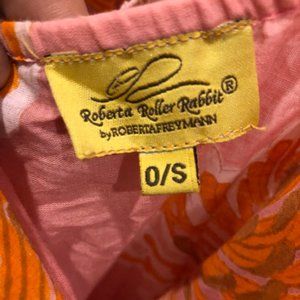 Roberta Roller Rabbit®
by ROBERTAFREYMANN
O/S